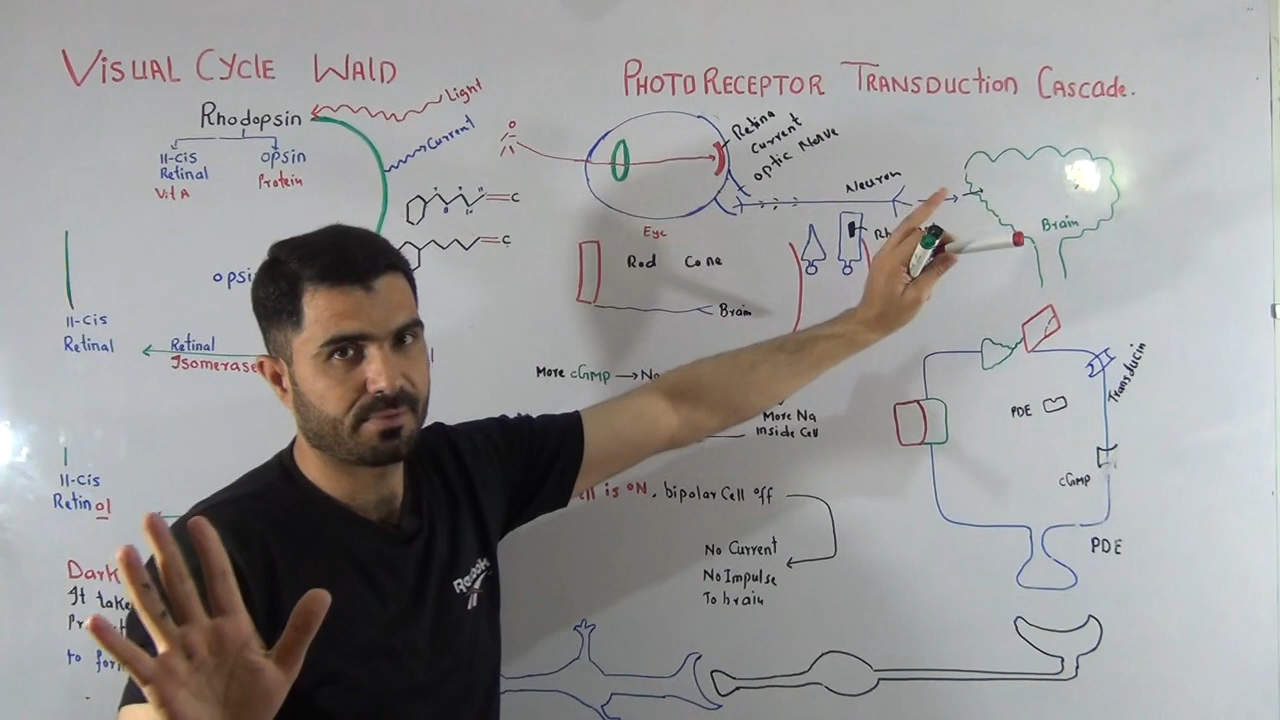 VISUAL CYCLE WALD
Rhodopsin
Light
Current
11-cis
Retinal
Vit A
opsin
Protein
C
C
11-cis
Retinal
Retinal
Isomerase
11-cis
Retinol
Dark
It
to
PHOTORECEPTOR TRANSDUCTION CASCADE.
Retina
Current
optic Nerve
Neuron
Eye
Brain
Rod Cone
Brain
More cGMP → No
More Na
inside Cell
is ON, bipolar Cell off
No Current
No Impulse
To brain
Transducin
PDE
cGMP
PDE
Reebok